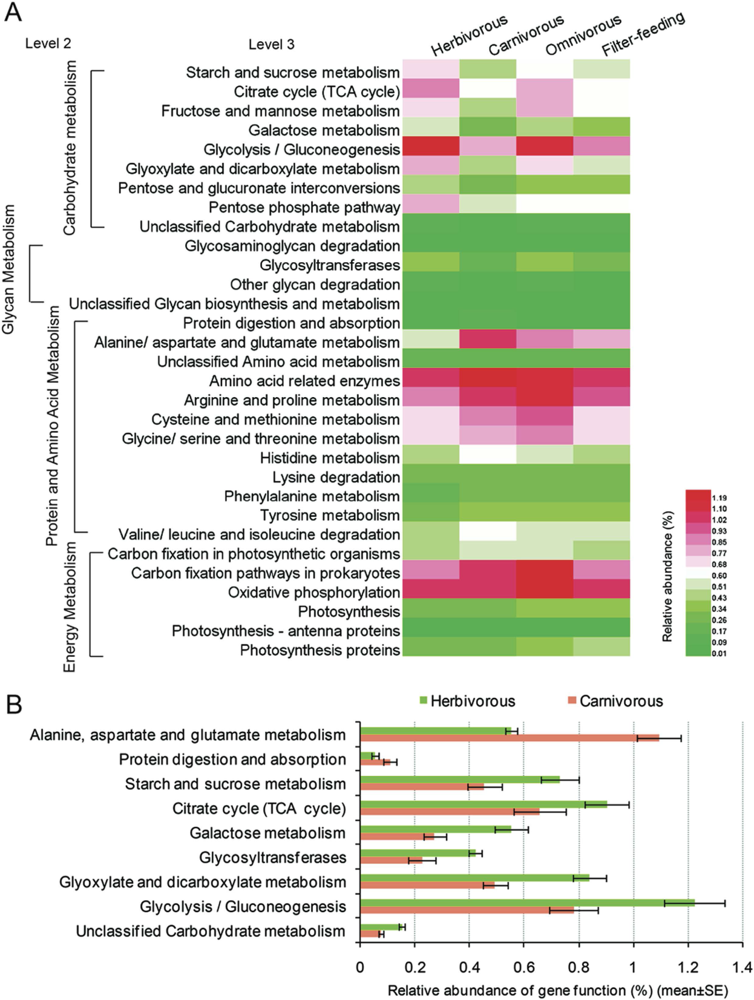 A
Level 2
Level 3
Herbivorous
Carnivorous
Omnivorous
Filter-feeding
Carbohydrate metabolism
Starch and sucrose metabolism
Citrate cycle (TCA cycle)
Fructose and mannose metabolism
Galactose metabolism
Glycolysis / Gluconeogenesis
Glyoxylate and dicarboxylate metabolism
Pentose and glucuronate interconversions
Pentose phosphate pathway
Unclassified Carbohydrate metabolism
Glycan Metabolism
Glycosaminoglycan degradation
Glycosyltransferases
Other glycan degradation
Unclassified Glycan biosynthesis and metabolism
Protein and Amino Acid Metabolism
Protein digestion and absorption
Alanine/ aspartate and glutamate metabolism
Unclassified Amino acid metabolism
Amino acid related enzymes
Arginine and proline metabolism
Cysteine and methionine metabolism
Glycine/ serine and threonine metabolism
Histidine metabolism
Lysine degradation
Phenylalanine metabolism
Tyrosine metabolism
Valine/ leucine and isoleucine degradation
Energy Metabolism
Carbon fixation in photosynthetic organisms
Carbon fixation pathways in prokaryotes
Oxidative phosphorylation
Photosynthesis
Photosynthesis - antenna proteins
Photosynthesis proteins
Relative abundance (%)
1.19
1.10
1.02
0.93
0.85
0.77
0.68
0.60
0.51
0.43
0.34
0.26
0.17
0.09
0.01
B
Herbivorous
Carnivorous
Alanine, aspartate and glutamate metabolism
Protein digestion and absorption
Starch and sucrose metabolism
Citrate cycle (TCA cycle)
Galactose metabolism
Glycosyltransferases
Glyoxylate and dicarboxylate metabolism
Glycolysis / Gluconeogenesis
Unclassified Carbohydrate metabolism
0 0.2 0.4 0.6 0.8 1 1.2 1.4
Relative abundance of gene function (%) (mean±SE)